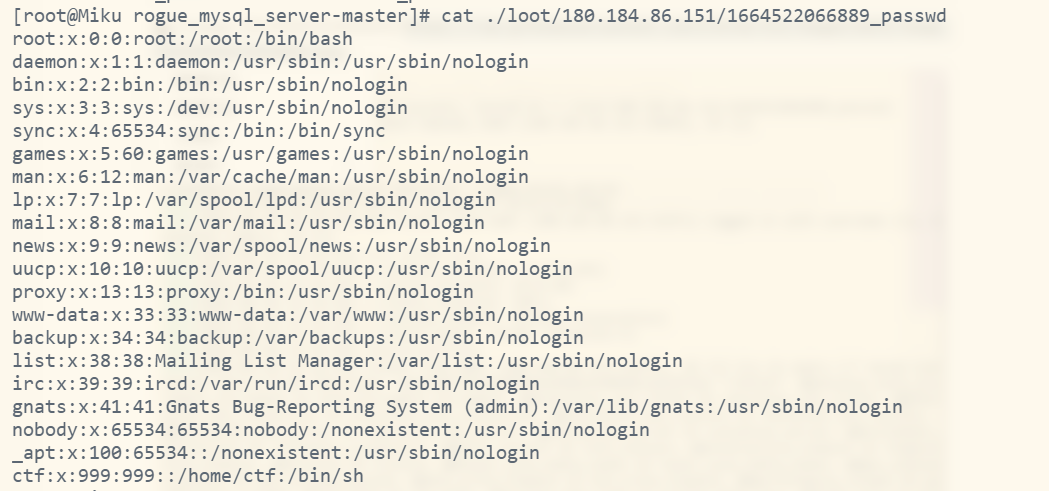 [root@Miku rogue_mysql_server-master]# cat ./loot/180.184.86.151/1664522066889_passwd
root:x:0:0:root:/root:/bin/bash
daemon:x:1:1:daemon:/usr/sbin:/usr/sbin/nologin
bin:x:2:2:bin:/bin:/usr/sbin/nologin
sys:x:3:3:sys:/dev:/usr/sbin/nologin
sync:x:4:65534:sync:/bin:/bin/sync
games:x:5:60:games:/usr/games:/usr/sbin/nologin
man:x:6:12:man:/var/cache/man:/usr/sbin/nologin
lp:x:7:7:lp:/var/spool/lpd:/usr/sbin/nologin
mail:x:8:8:mail:/var/mail:/usr/sbin/nologin
news:x:9:9:news:/var/spool/news:/usr/sbin/nologin
uucp:x:10:10:uucp:/var/spool/uucp:/usr/sbin/nologin
proxy:x:13:13:proxy:/bin:/usr/sbin/nologin
www-data:x:33:33:www-data:/var/www:/usr/sbin/nologin
backup:x:34:34:backup:/var/backups:/usr/sbin/nologin
list:x:38:38:Mailing List Manager:/var/list:/usr/sbin/nologin
irc:x:39:39:ircd:/var/run/ircd:/usr/sbin/nologin
gnats:x:41:41:Gnats Bug-Reporting System (admin):/var/lib/gnats:/usr/sbin/nologin
nobody:x:65534:65534:nobody:/nonexistent:/usr/sbin/nologin
_apt:x:100:65534::/nonexistent:/usr/sbin/nologin
ctf:x:999:999::/home/ctf:/bin/sh